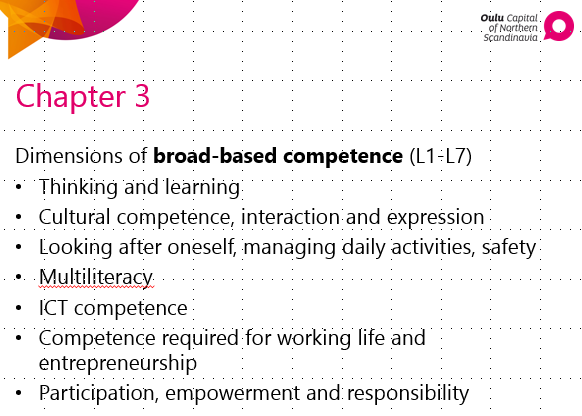 Oulu Capital
of Northern
Scandinavia
Chapter 3
Dimensions of broad-based competence (L1-L7)
• Thinking and learning
• Cultural competence, interaction and expression
• Looking after oneself, managing daily activities, safety
• Multiliteracy
• ICT competence
• Competence required for working life and
entrepreneurship
• Participation, empowerment and responsibility